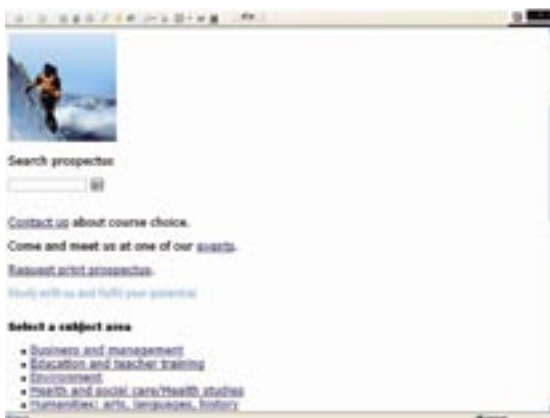 Search prospectus
Contact us about course choice.
Come and meet us at one of our events.
Request print prospectus.
Study with us and fulfil your potential
Select a subject area
Business and management
Education and teacher training
Environment
Health and social care/Health studies
Humanities: arts, languages, history